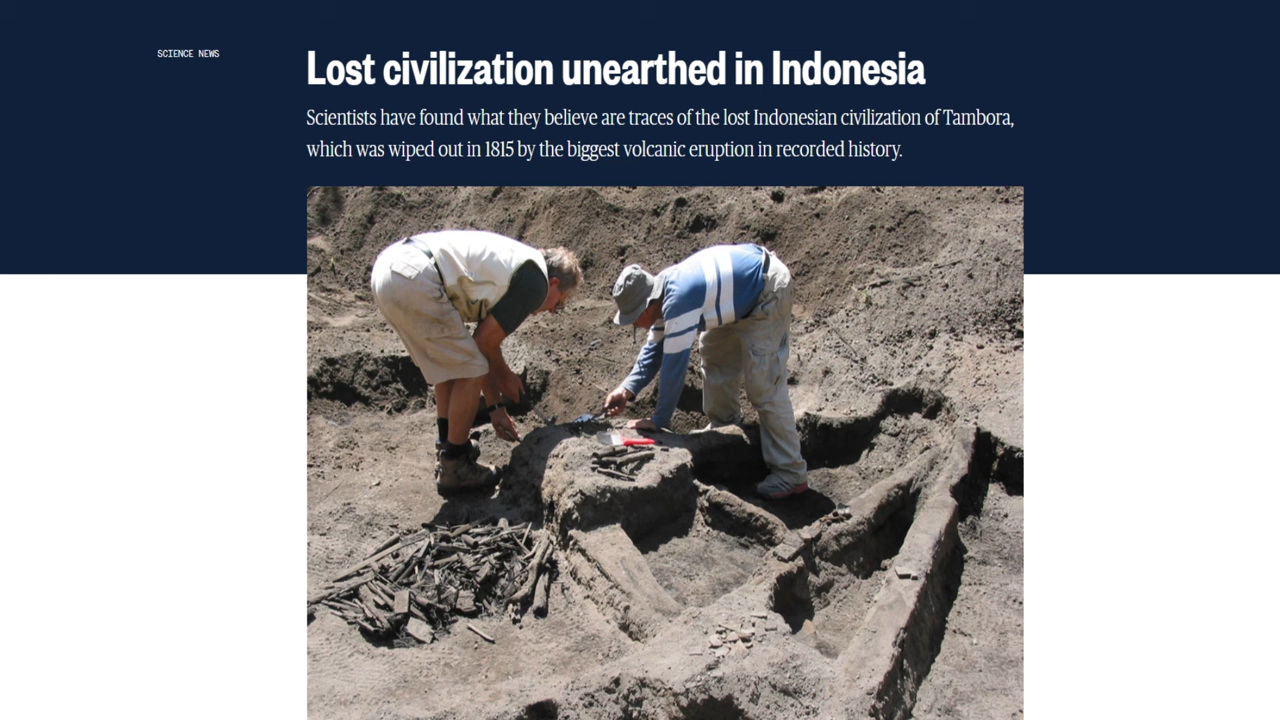 SCIENCE NEWS
Lost civilization unearthed in Indonesia
Scientists have found what they believe are traces of the lost Indonesian civilization of Tambora,
which was wiped out in 1815 by the biggest volcanic eruption in recorded history.